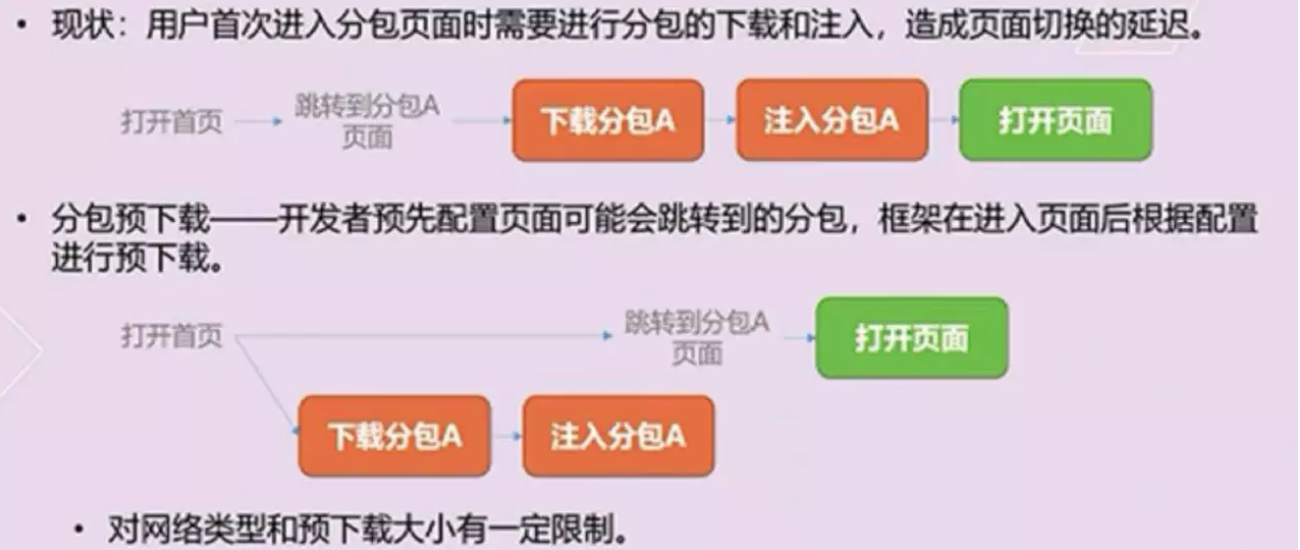 • 现状：用户首次进入分包页面时需要进行分包的下载和注入，造成页面切换的延迟。
打开首页
跳转到分包A
页面
下载分包A
注入分包A
打开页面
• 分包预下载——开发者预先配置页面可能会跳转到的分包，框架在进入页面后根据配置
进行预下载。
打开首页
跳转到分包A
页面
打开页面
下载分包A
注入分包A
• 对网络类型和预下载大小有一定限制。